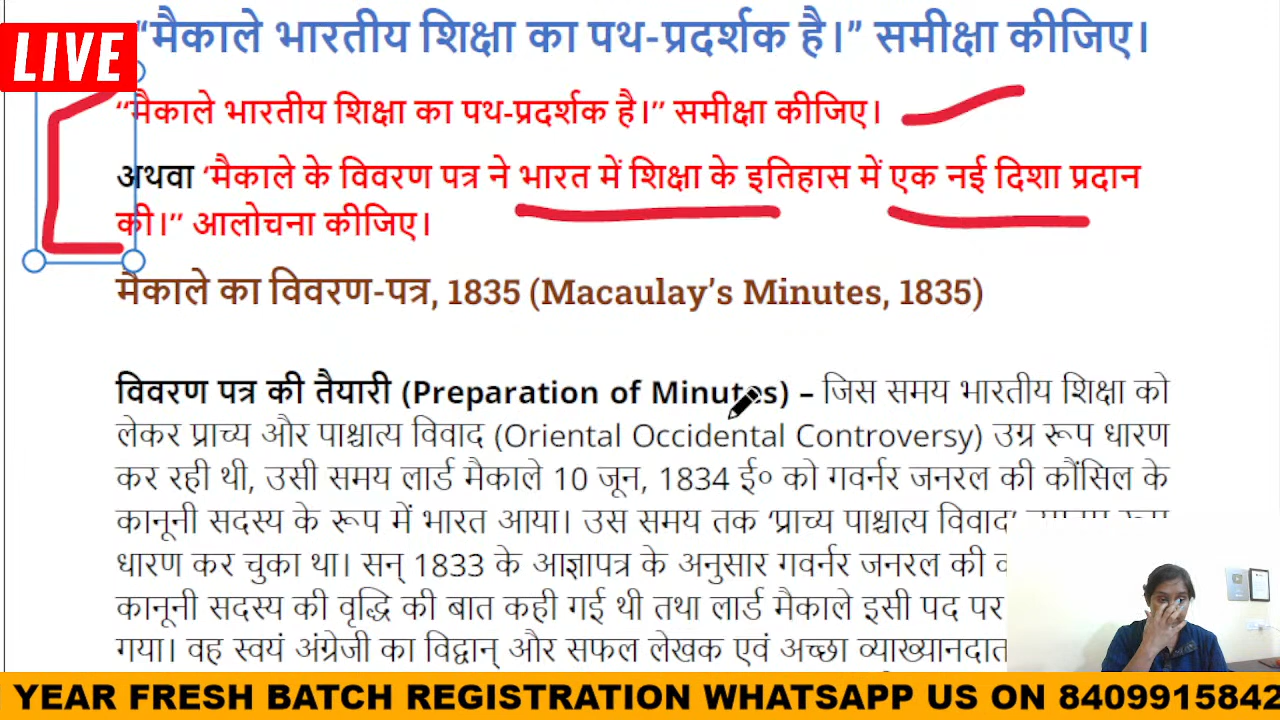 "मैकाले भारतीय शिक्षा का पथ-प्रदर्शक है।" समीक्षा कीजिए।
LIVE
"मैकाले भारतीय शिक्षा का पथ-प्रदर्शक है।" समीक्षा कीजिए।
अथवा 'मैकाले के विवरण पत्र ने भारत में शिक्षा के इतिहास में एक नई दिशा प्रदान
की।" आलोचना कीजिए।
मैकाले का विवरण-पत्र, 1835 (Macaulay's Minutes, 1835)
विवरण पत्र की तैयारी (Preparation of Minutes) – जिस समय भारतीय शिक्षा को
लेकर प्राच्य और पाश्चात्य विवाद (Oriental Occidental Controversy) उग्र रूप धारण
कर रही थी, उसी समय लार्ड मैकाले 10 जून, 1834 ई० को गवर्नर जनरल की कौंसिल के
कानूनी सदस्य के रूप में भारत आया। उस समय तक 'प्राच्य पाश्चात्य विवाद'
धारण कर चुका था। सन् 1833 के आज्ञापत्र के अनुसार गवर्नर जनरल की
कानूनी सदस्य की वृद्धि की बात कही गई थी तथा लार्ड मैकाले इसी पद पर
गया। वह स्वयं अंग्रेजी का विद्वान् और सफल लेखक एवं अच्छा
YEAR FRESH BATCH REGISTRATION WHATSAPP US ON 8409915842